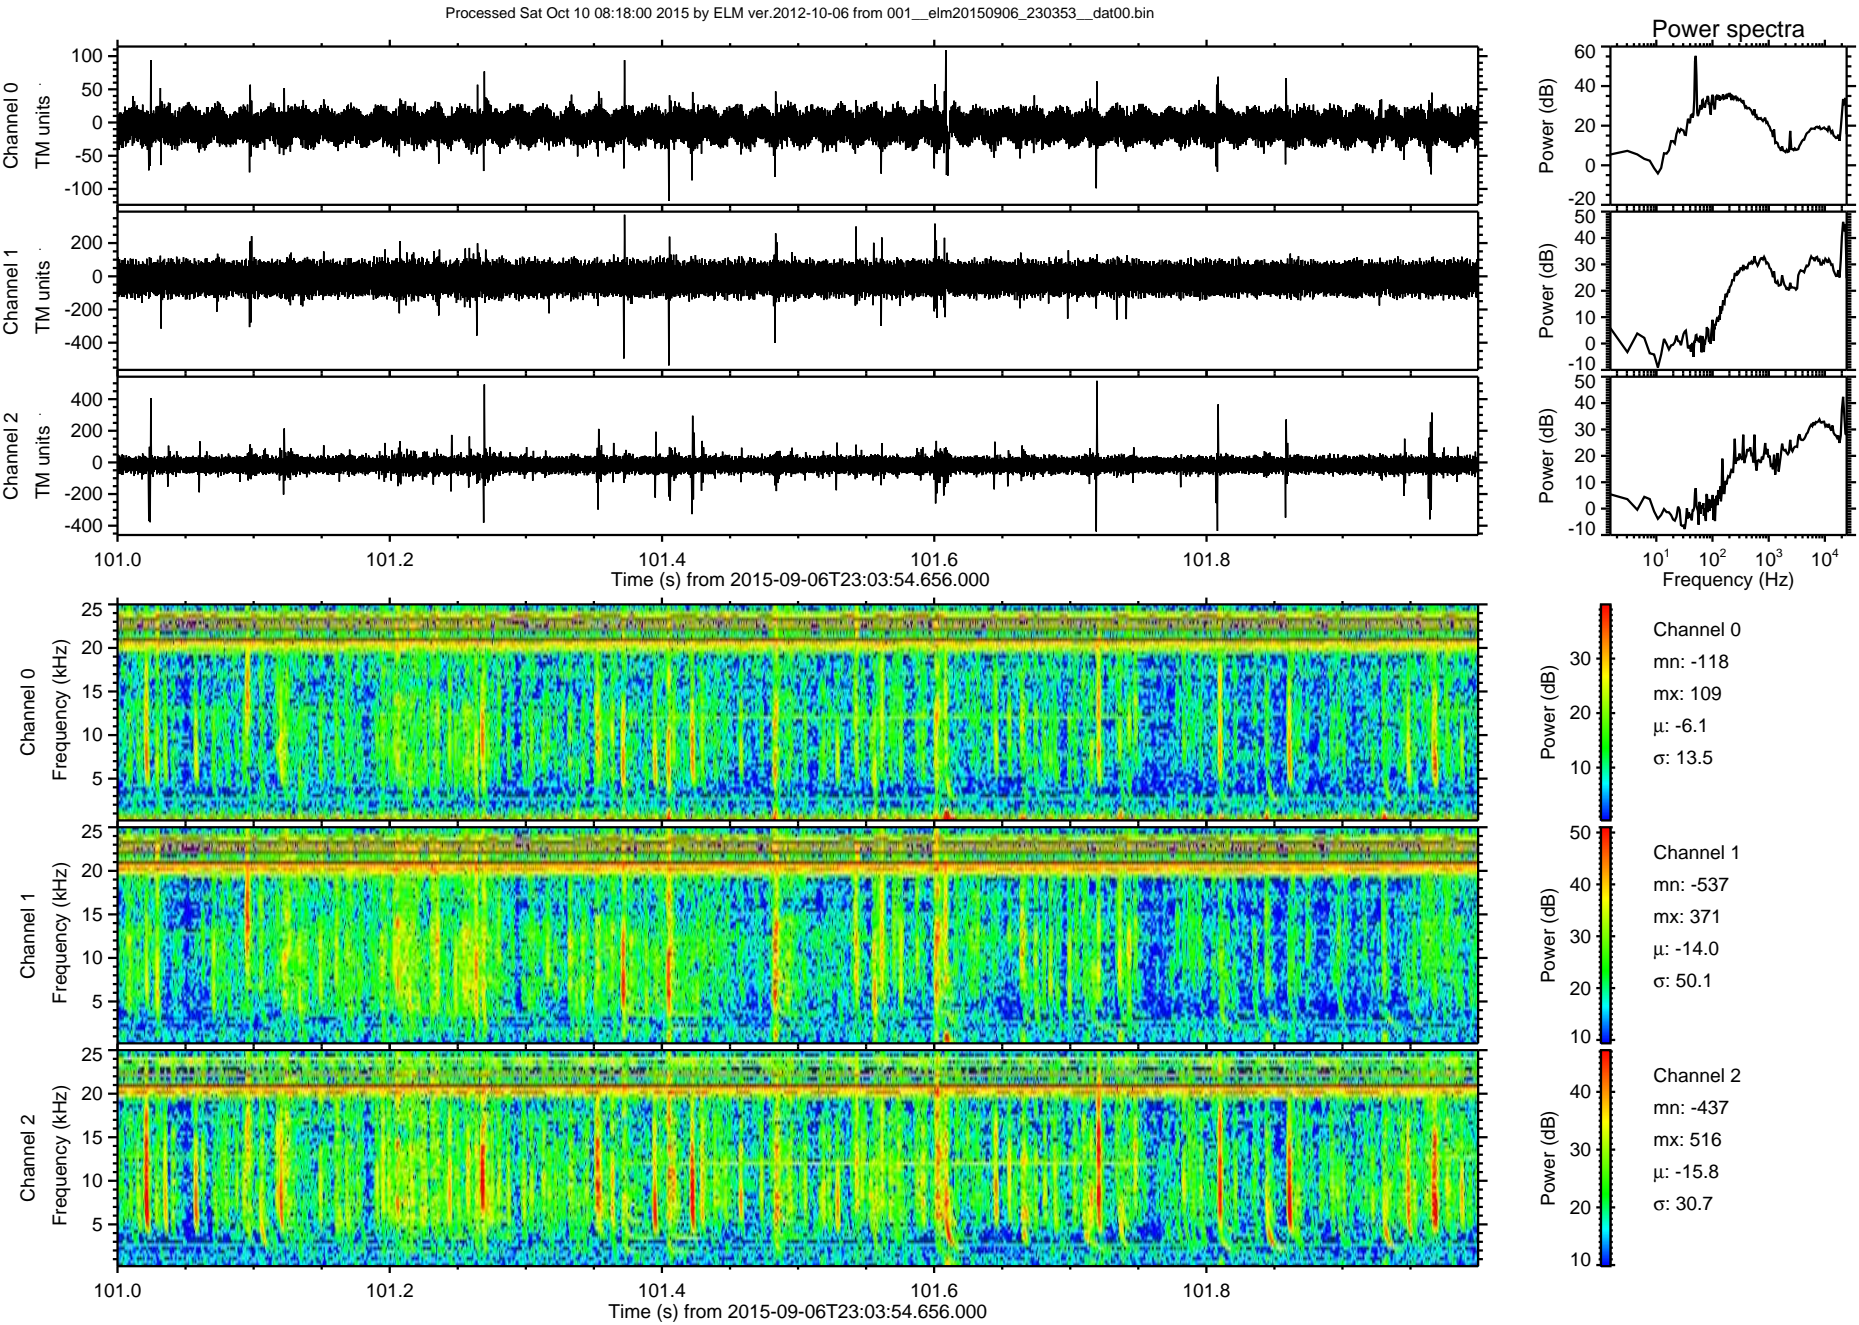 Processed Sat Oct 10 08:18:00 2015 by ELM ver.2012-10-06 from 001__elm20150906_230353__dat00.bin
Power spectra
Channel 0
TM units
100
50
0
-50
-100
Power (dB)
60
40
20
0
-20
Channel 1
TM units
200
0
-200
-400
Power (dB)
50
40
30
20
10
0
-10
Channel 2
TM units
400
200
0
-200
-400
Power (dB)
50
40
30
20
10
0
-10
101.0 101.2 101.4 101.6 101.8
Time (s) from 2015-09-06T23:03:54.656.000
10¹ 10² 10³ 10⁴
Frequency (Hz)
Channel 0
Frequency (kHz)
25
20
15
10
5
Power (dB)
30
20
10
Channel 0
mn: -118
mx: 109
µ: -6.1
σ: 13.5
Channel 1
Frequency (kHz)
25
20
15
10
5
Power (dB)
50
40
30
20
10
Channel 1
mn: -537
mx: 371
µ: -14.0
σ: 50.1
Channel 2
Frequency (kHz)
25
20
15
10
5
Power (dB)
40
30
20
10
Channel 2
mn: -437
mx: 516
µ: -15.8
σ: 30.7
101.0 101.2 101.4 101.6 101.8
Time (s) from 2015-09-06T23:03:54.656.000